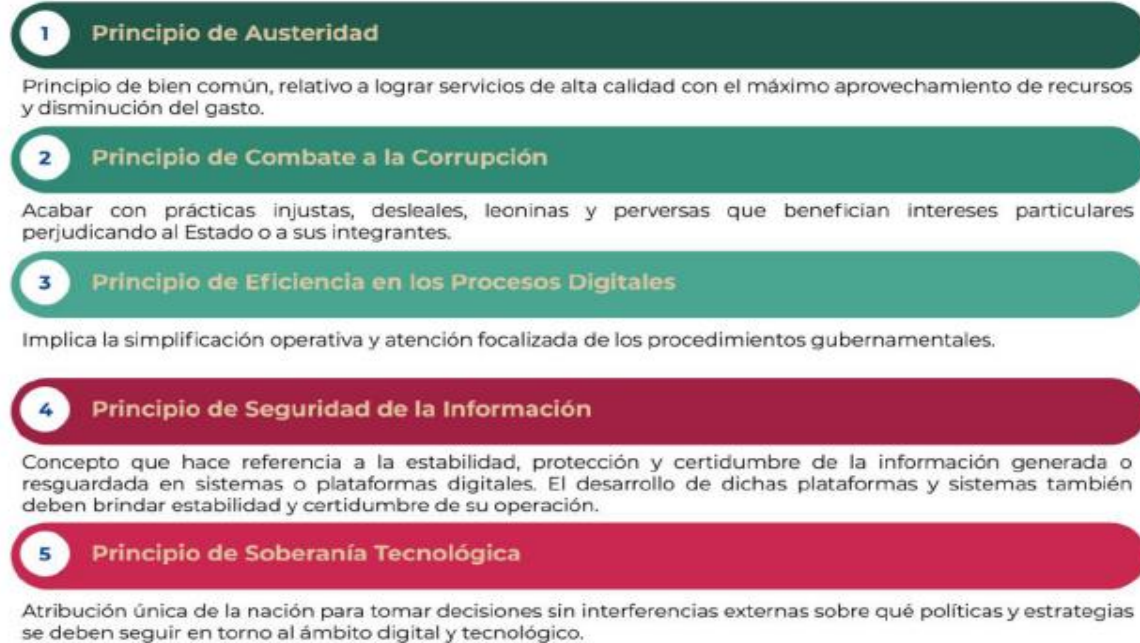 1 Principio de Austeridad
Principio de bien común, relativo a lograr servicios de alta calidad con el máximo aprovechamiento de recursos
y disminución del gasto.
2 Principio de Combate a la Corrupción
Acabar con prácticas injustas, desleales, leoninas y perversas que benefician intereses particulares
perjudicando al Estado o a sus integrantes.
3 Principio de Eficiencia en los Procesos Digitales
Implica la simplificación operativa y atención focalizada de los procedimientos gubernamentales.
4 Principio de Seguridad de la Información
Concepto que hace referencia a la estabilidad, protección y certidumbre de la información generada o
resguardada en sistemas o plataformas digitales. El desarrollo de dichas plataformas y sistemas también
deben brindar estabilidad y certidumbre de su operación.
5 Principio de Soberanía Tecnológica
Atribución única de la nación para tomar decisiones sin interferencias externas sobre qué políticas y estrategias
se deben seguir en torno al ámbito digital y tecnológico.